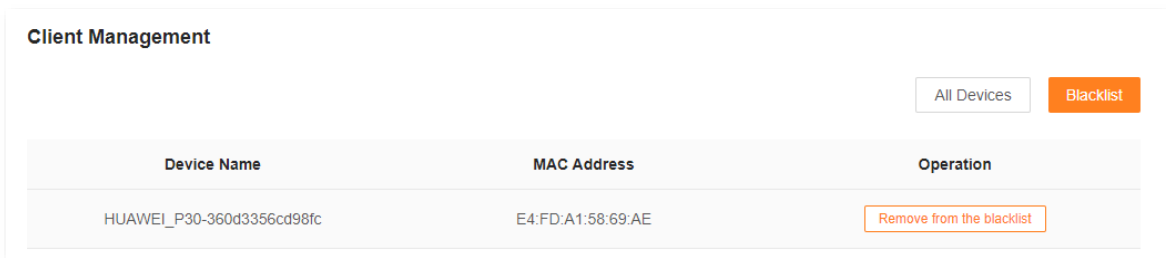 Client Management
All Devices Blacklist
Device Name MAC Address Operation
HUAWEI_P30-360d3356cd98fc E4:FD:A1:58:69:AE Remove from the blacklist